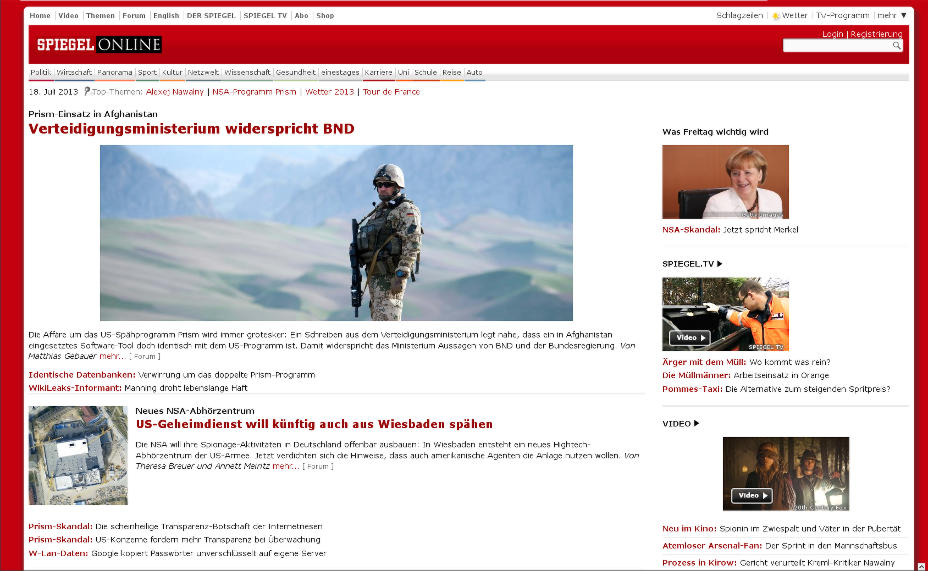 Home | Video | Themen | Forum | English | DER SPIEGEL | SPIEGEL TV | Abo | Shop
Schlagzeilen | Wetter | TV-Programm | mehr ▼
Login | Registrierung
SPIEGEL ONLINE
Politik | Wirtschaft | Panorama | Sport | Kultur | Netzwelt | Wissenschaft | Gesundheit | einestages | Karriere | Uni | Schule | Reise | Auto
18. Juli 2013 Top-Themen: Alexej Nawalny | NSA-Programm Prism | Wetter 2013 | Tour de France
Prism-Einsatz in Afghanistan
Verteidigungsministerium widerspricht BND
Die Affäre um das US-Spähprogramm Prism wird immer grotesker: Ein Schreiben aus dem Verteidigungsministerium legt nahe, dass ein in Afghanistan
eingesetztes Software-Tool doch identisch mit dem US-Programm ist. Damit widerspricht das Ministerium Aussagen von BND und der Bundesregierung. Von
Matthias Gebauer mehr... [ Forum ]
Identische Datenbanken: Verwirrung um das doppelte Prism-Programm
WikiLeaks-Informant: Manning droht lebenslange Haft
Neues NSA-Abhörzentrum
US-Geheimdienst will künftig auch aus Wiesbaden spähen
Die NSA will ihre Spionage-Aktivitäten in Deutschland offenbar ausbauen: In Wiesbaden entsteht ein neues Hightech-
Abhörzentrum der US-Armee. Jetzt verdichten sich die Hinweise, dass auch amerikanische Agenten die Anlage nutzen wollen. Von
Theresa Breuer und Annett Meiritz mehr... [ Forum ]
Prism-Skandal: Die scheinheilige Transparenz-Botschaft der Internetriesen
Prism-Skandal: US-Konzerne fordern mehr Transparenz bei Überwachung
W-Lan-Daten: Google kopiert Passwörter unverschlüsselt auf eigene Server
Was Freitag wichtig wird
NSA-Skandal: Jetzt spricht Merkel
SPIEGEL.TV ▶
Video ▶
SPIEGEL TV
Ärger mit dem Müll: Wo kommt was rein?
Die Müllmänner: Arbeitseinsatz in Orange
Pommes-Taxi: Die Alternative zum steigenden Spritpreis?
VIDEO ▶
Video ▶
20th Century Fox
Neu im Kino: Spionin im Zwiespalt und Väter in der Pubertät
Atemloser Arsenal-Fan: Der Sprint in den Mannschaftsbus
Prozess in Kirow: Gericht verurteilt Kreml-Kritiker Nawalny